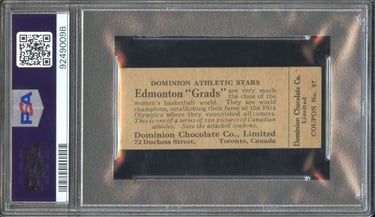 DOMINION ATHLETIC STARS
Edmonton "Grads" are very much
the class of the
women's basketball world. They are world
champions, establishing their fame at the 1924
Olympics where they vanquished all comers.
This is one of a series of 120 pictures of Canadian
athletes. Save the attached coupons.
Dominion Chocolate Co., Limited
72 Duchess Street, Toronto, Canada
Dominion Chocolate Co.
Limited
COUPON No. 67
PSA
92490098